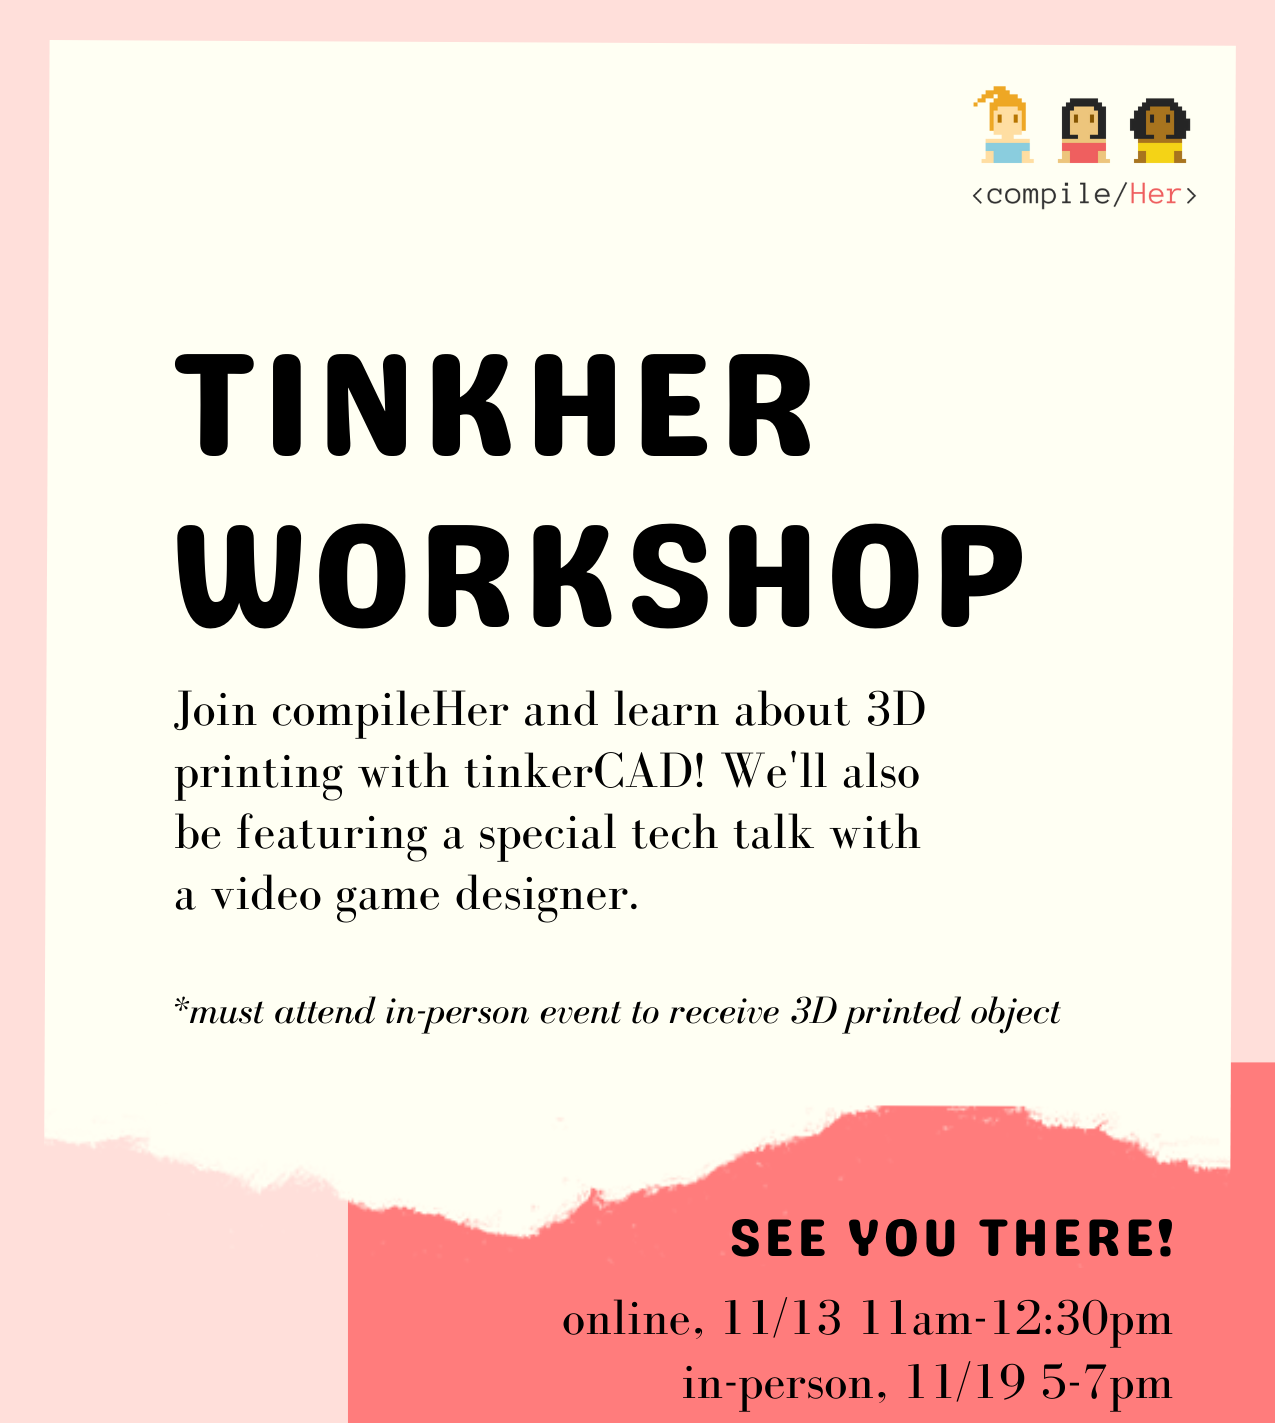 <compile/Her>
TINKHER
WORKSHOP
Join compileHer and learn about 3D
printing with tinkerCAD! We'll also
be featuring a special tech talk with
a video game designer.
*must attend in-person event to receive 3D printed object
SEE YOU THERE!
online, 11/13 11am-12:30pm
in-person, 11/19 5-7pm